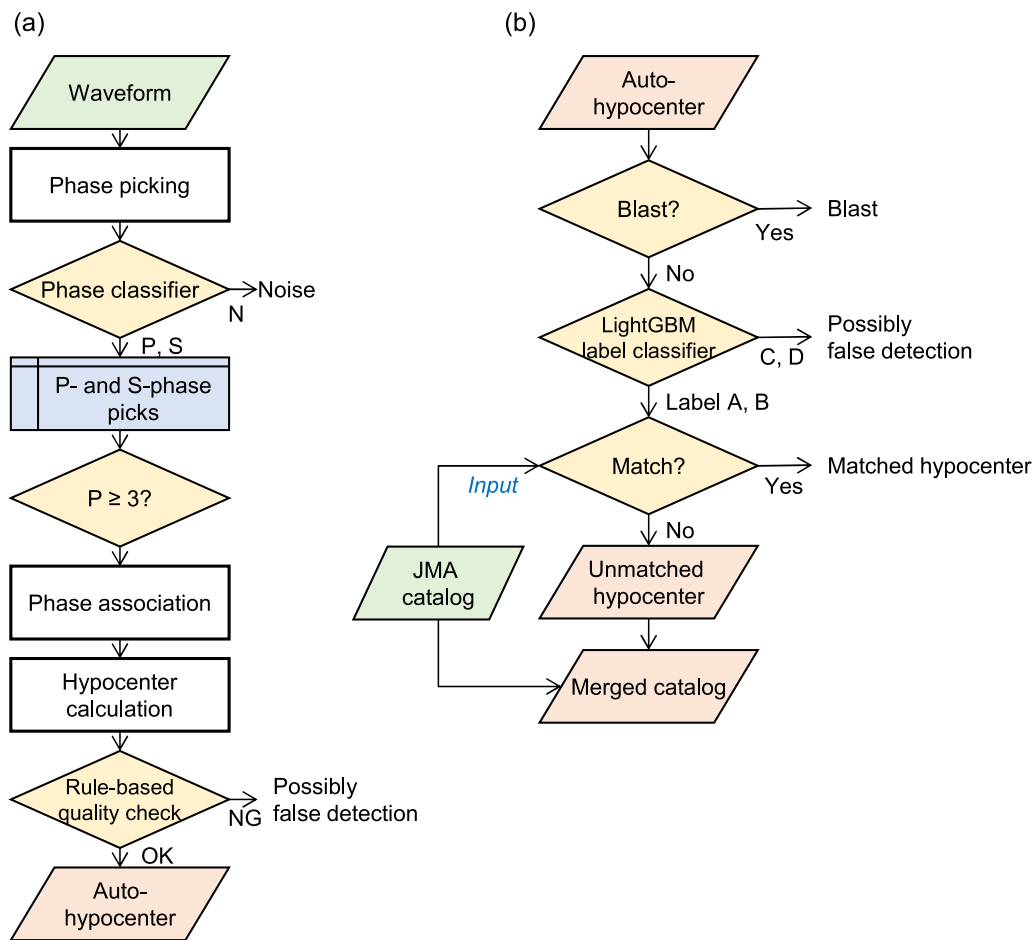 (a)
Waveform
Phase picking
Phase classifier
Noise
N
P, S
P- and S-phase
picks
P ≥ 3?
Phase association
Hypocenter
calculation
Rule-based
quality check
NG
Possibly
false detection
OK
Auto-
hypocenter
(b)
Auto-
hypocenter
Blast?
Yes
Blast
No
LightGBM
label classifier
C, D
Possibly
false detection
Label A, B
Match?
Input
Yes
Matched hypocenter
No
JMA
catalog
Unmatched
hypocenter
Merged catalog